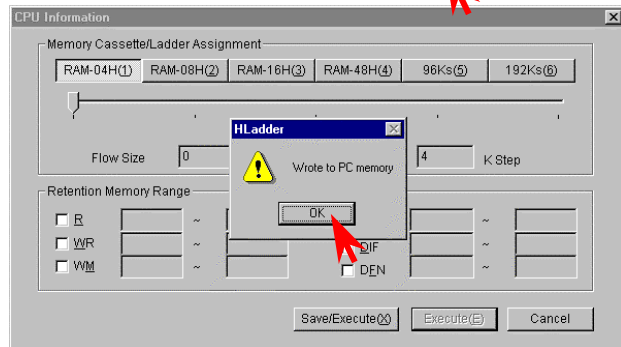 CPU Information
Memory Cassette/Ladder Assignment
RAM-04H(1) RAM-08H(2) RAM-16H(3) RAM-48H(4) 96Ks(5) 192Ks(6)
HLadder
Flow Size 0 Wrote to PC memory 4 K Step
Retention Memory Range
OK
R ~ ~
WR ~ DIF
WM ~ DEN ~
Save/Execute(X) Execute(E) Cancel